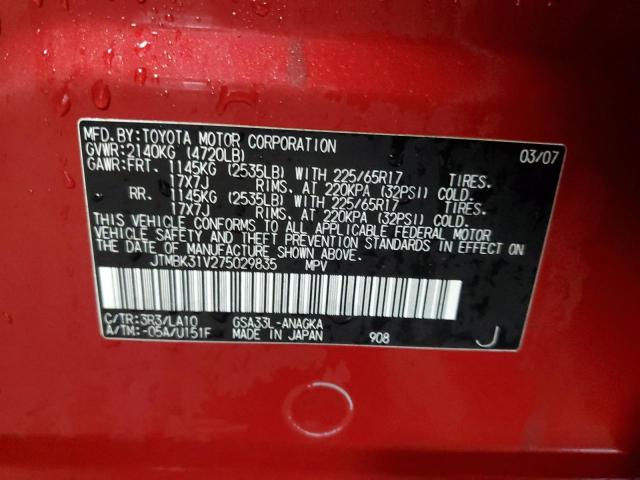 MFD.BY:TOYOTA MOTOR CORPORATION 03/07
GVWR:2140KG (4720LB)
GAWR:FRT. 1145KG (2535LB) WITH 225/65R17 TIRES.
17X7J RIMS. AT 220KPA (32PSI) COLD.
RR. 1145KG (2535LB) WITH 225/65R17 TIRES.
17X7J RIMS. AT 220KPA (32PSI) COLD.
THIS VEHICLE CONFORMS TO ALL APPLICABLE FEDERAL MOTOR
VEHICLE SAFETY AND THEFT PREVENTION STANDARDS IN EFFECT ON
THE DATE OF MANUFACTURE SHOWN ABOVE.
JTMBK31V275029835 MPV
C/TR:3R3/LA10 GSA33L-ANAGKA
A/TM:-05A/U151F MADE IN JAPAN 908 J